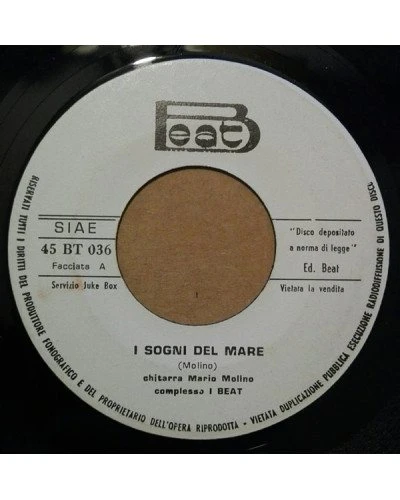 Beat
SIAE
45 BT 036
Facciata A
Servizio Juke Box
"Disco depositato
a norma di legge"
Ed. Beat
Vietata la vendita
I SOGNI DEL MARE
(Molino)
chitarra Mario Molino
complesso I BEAT
RISERVATI TUTTI I DIRITTI DEL PRODUTTORE FONOGRAFICO E DEL PROPRIETARIO DELL'OPERA RIPRODOTTA - VIETATA DUPLICAZIONE PUBBLICA ESECUZIONE RADIODIFFUSIONE DI QUESTO DISCO